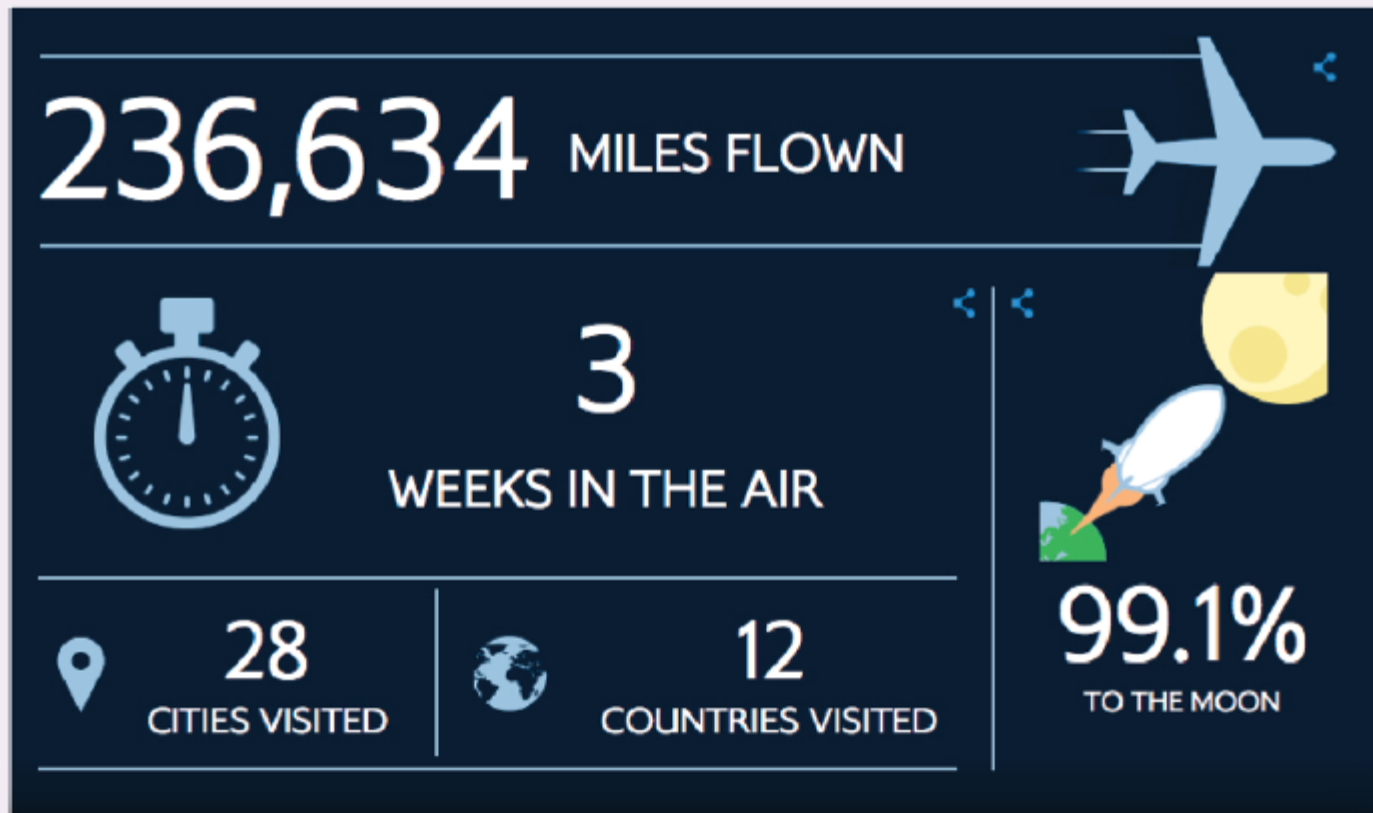 236,634 MILES FLOWN
3
WEEKS IN THE AIR
28
CITIES VISITED
12
COUNTRIES VISITED
99.1%
TO THE MOON